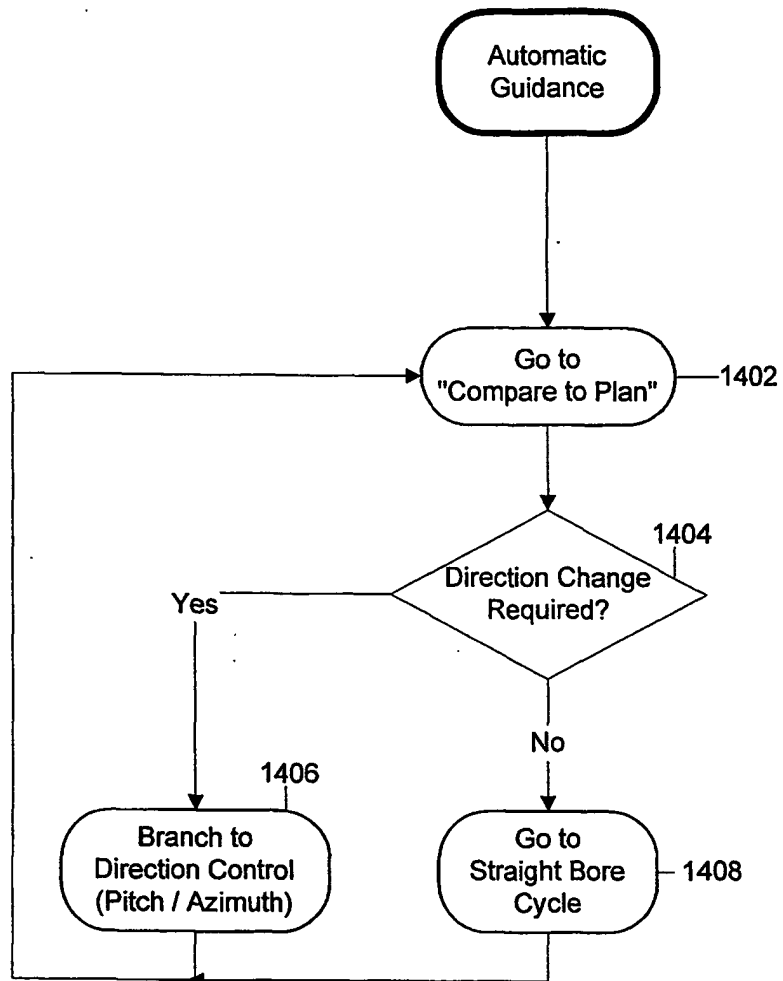 Automatic
Guidance
Go to
"Compare to Plan"
1402
1404
Direction Change
Required?
Yes
No
1406
Branch to
Direction Control
(Pitch / Azimuth)
Go to
Straight Bore
Cycle
1408